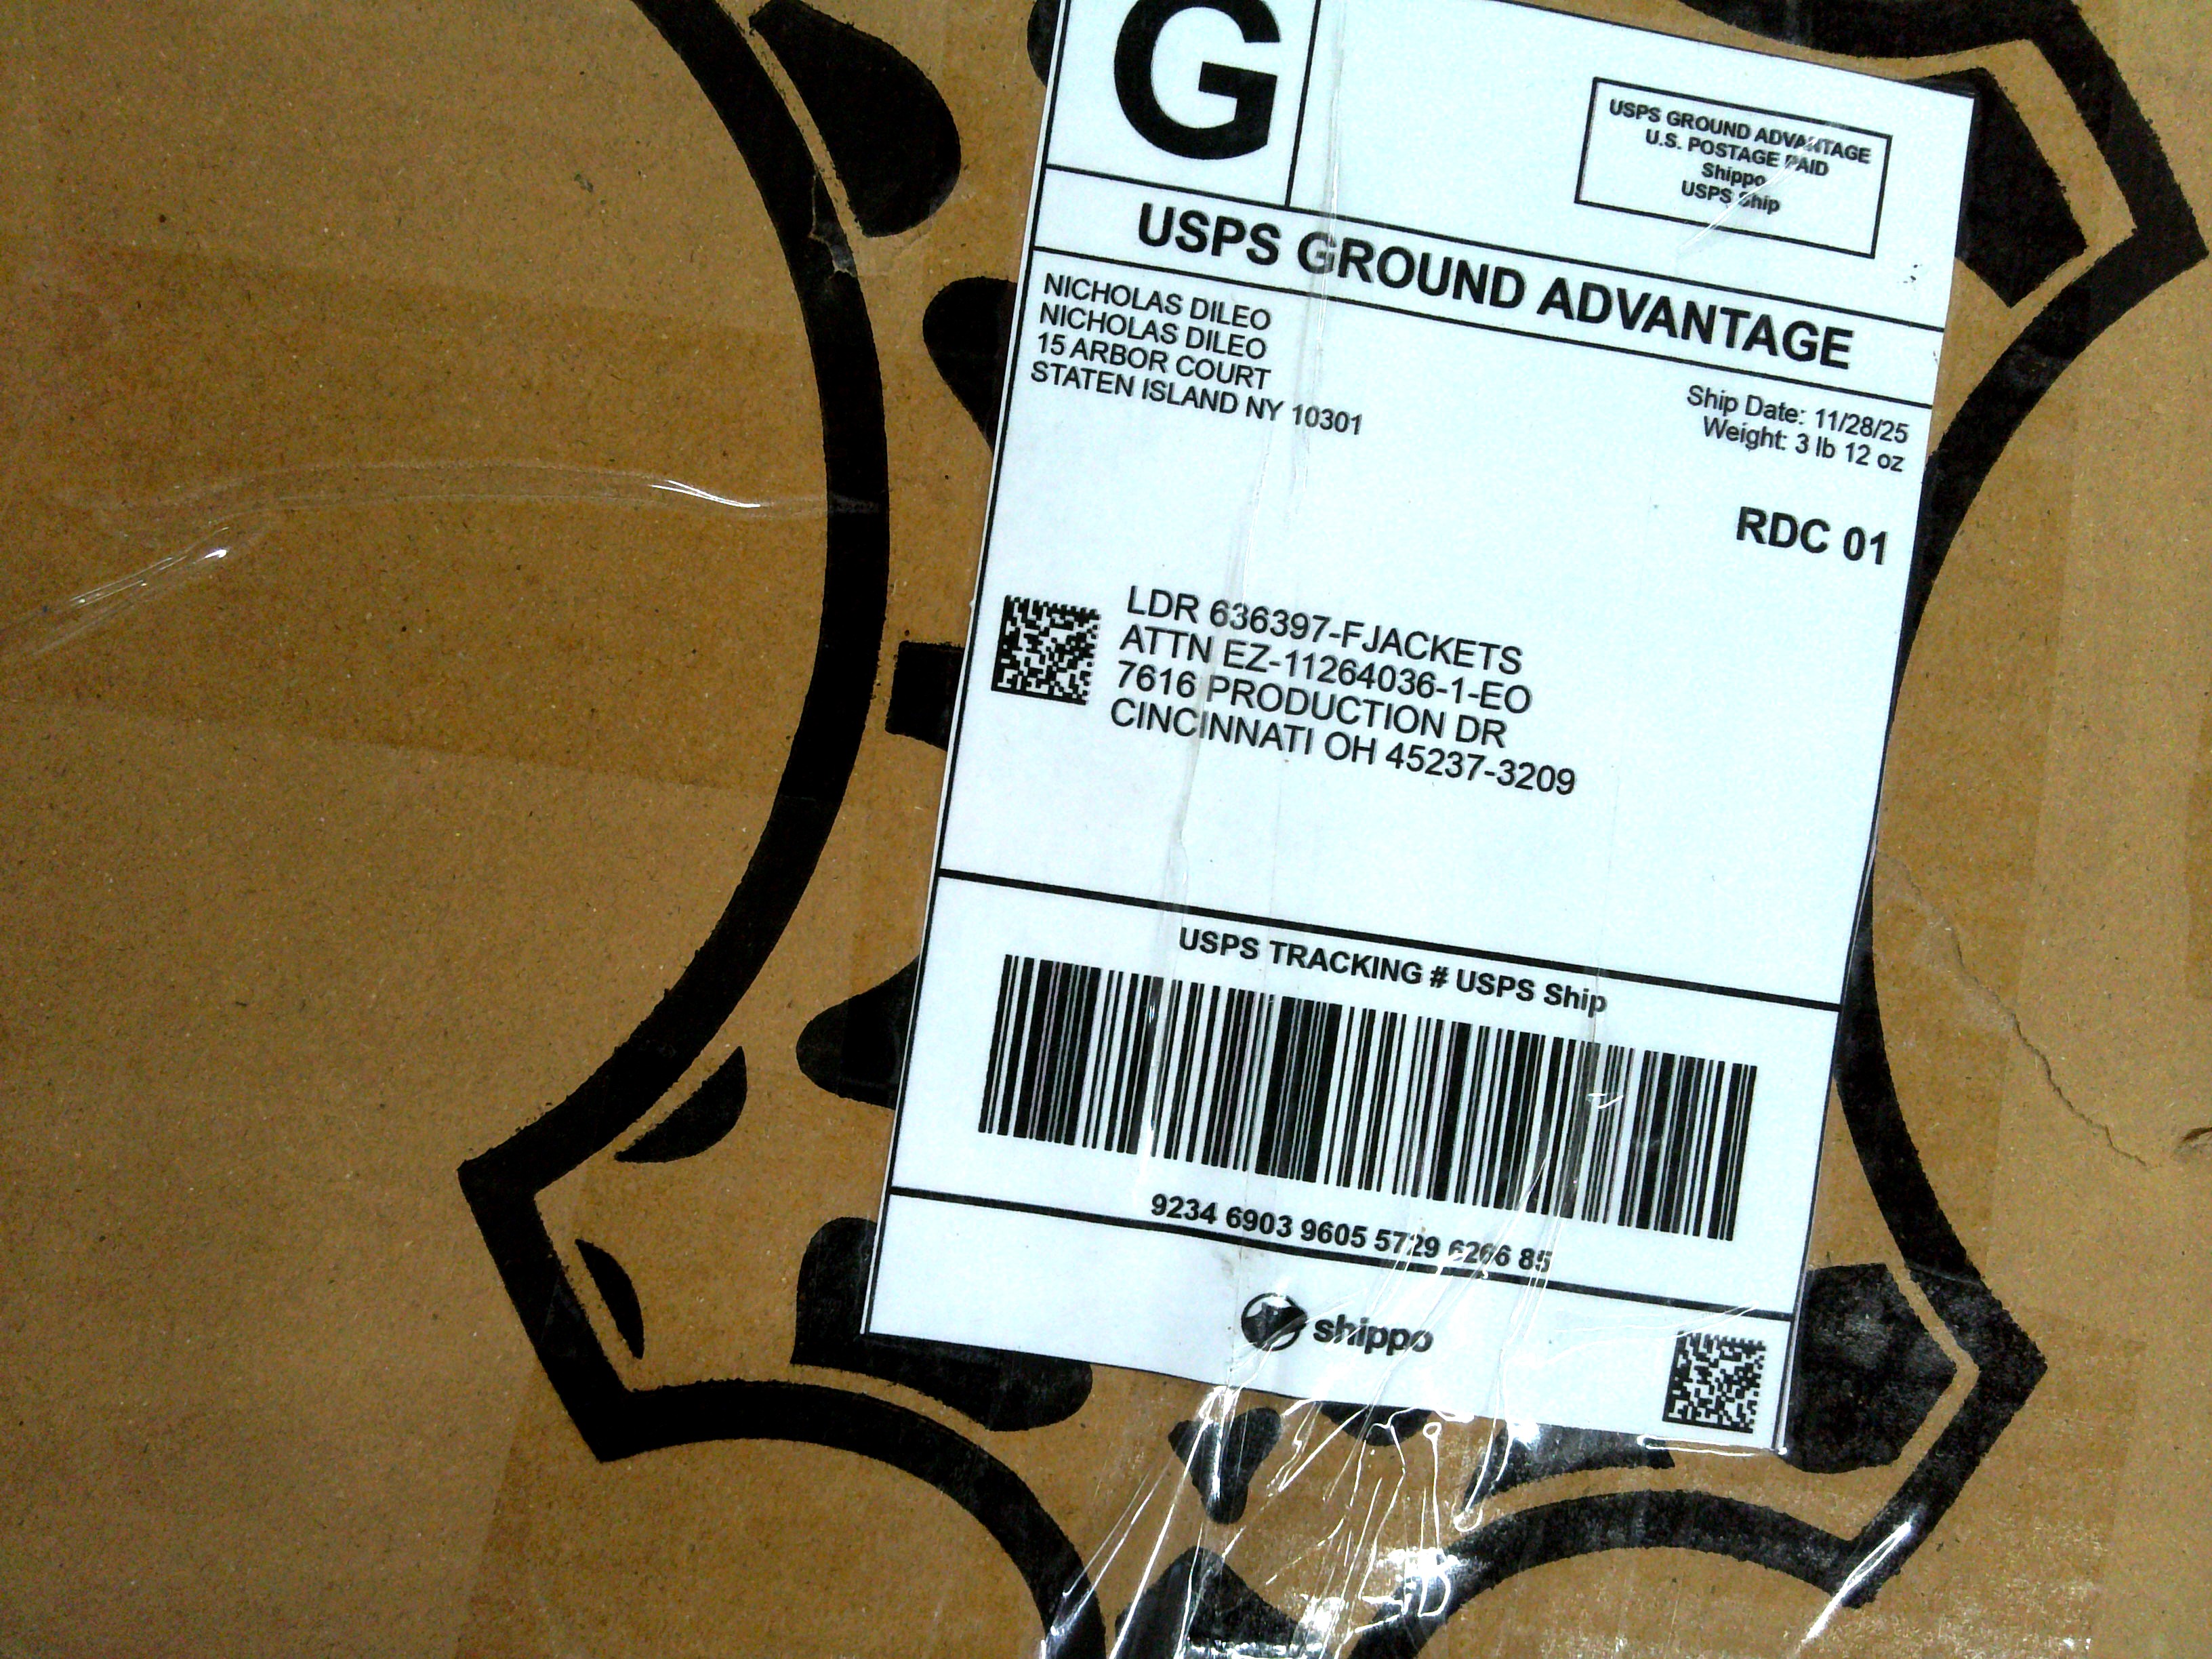 G
USPS GROUND ADVANTAGE
U.S. POSTAGE PAID
Shippo
USPS Ship
USPS GROUND ADVANTAGE
NICHOLAS DILEO
NICHOLAS DILEO
15 ARBOR COURT
STATEN ISLAND NY 10301
Ship Date: 11/28/25
Weight: 3 lb 12 oz
RDC 01
LDR 636397-FJACKETS
ATTN EZ-11264036-1-EO
7616 PRODUCTION DR
CINCINNATI OH 45237-3209
USPS TRACKING # USPS Ship
9234 6903 9605 5729 6266 85
shippo